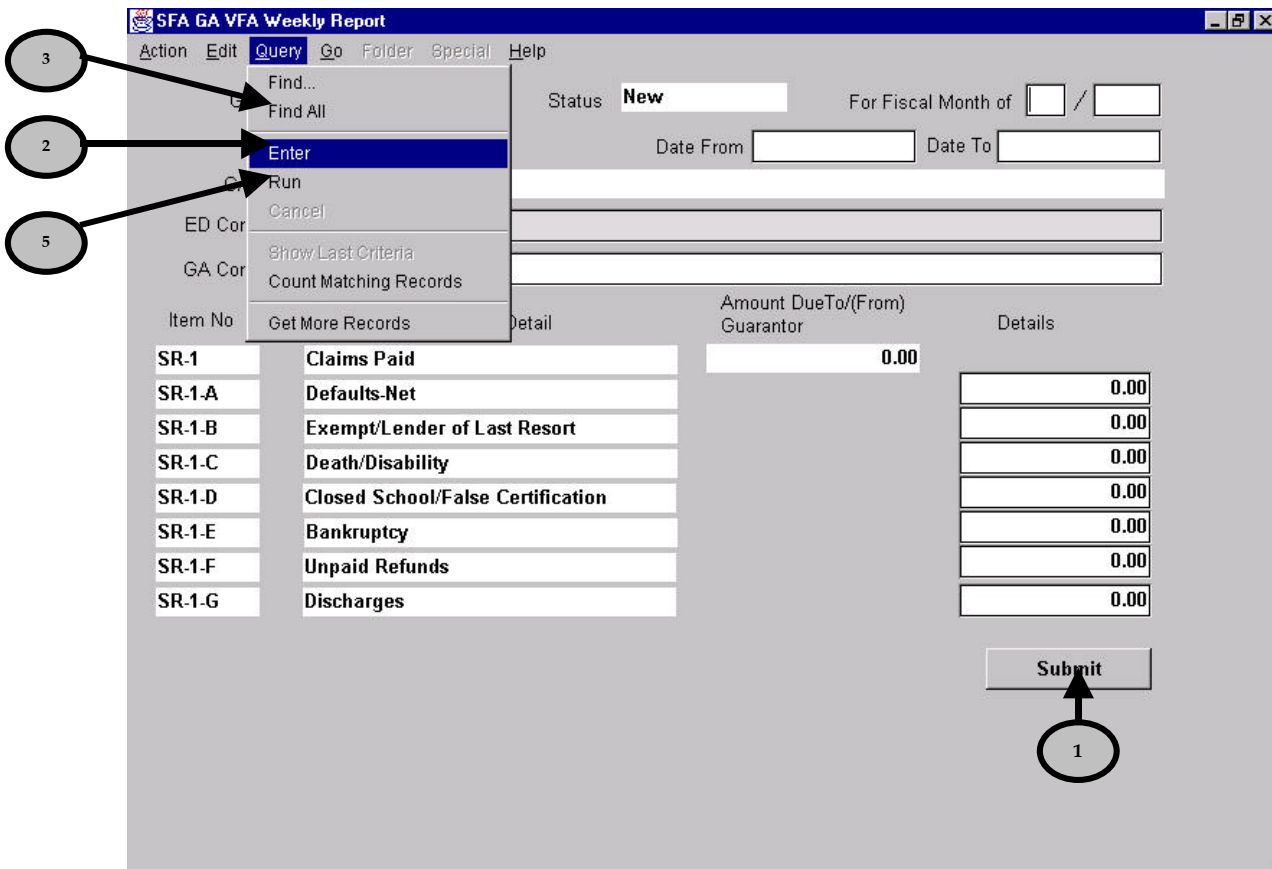 SFA GA VFA Weekly Report
Action Edit Query Go Folder Special Help
3
Find...
G
Status New For Fiscal Month of /
Find All
2
Enter
Date From Date To
Run
5
Cancel
ED Cor
Show Last Criteria
GA Cor
Count Matching Records
Get More Records
Item No Detail Amount DueTo/(From) Guarantor Details
SR-1 Claims Paid 0.00
SR-1-A Defaults-Net 0.00
SR-1-B Exempt/Lender of Last Resort 0.00
SR-1-C Death/Disability 0.00
SR-1-D Closed School/False Certification 0.00
SR-1-E Bankruptcy 0.00
SR-1-F Unpaid Refunds 0.00
SR-1-G Discharges 0.00
Submit
1